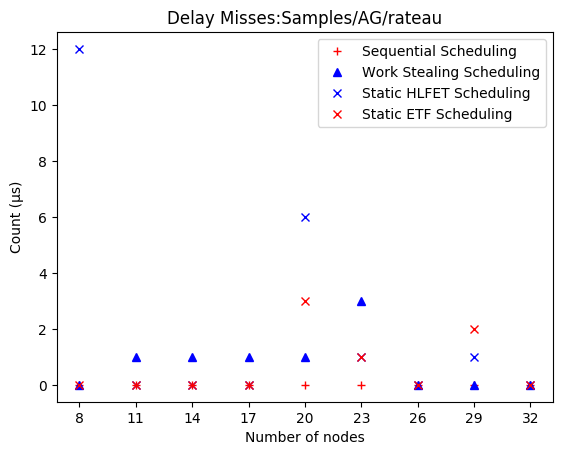 Delay Misses:Samples/AG/rateau
Sequential Scheduling
Work Stealing Scheduling
Static HLFET Scheduling
Static ETF Scheduling
Count (µs)
12
10
8
6
4
2
0
8 11 14 17 20 23 26 29 32
Number of nodes